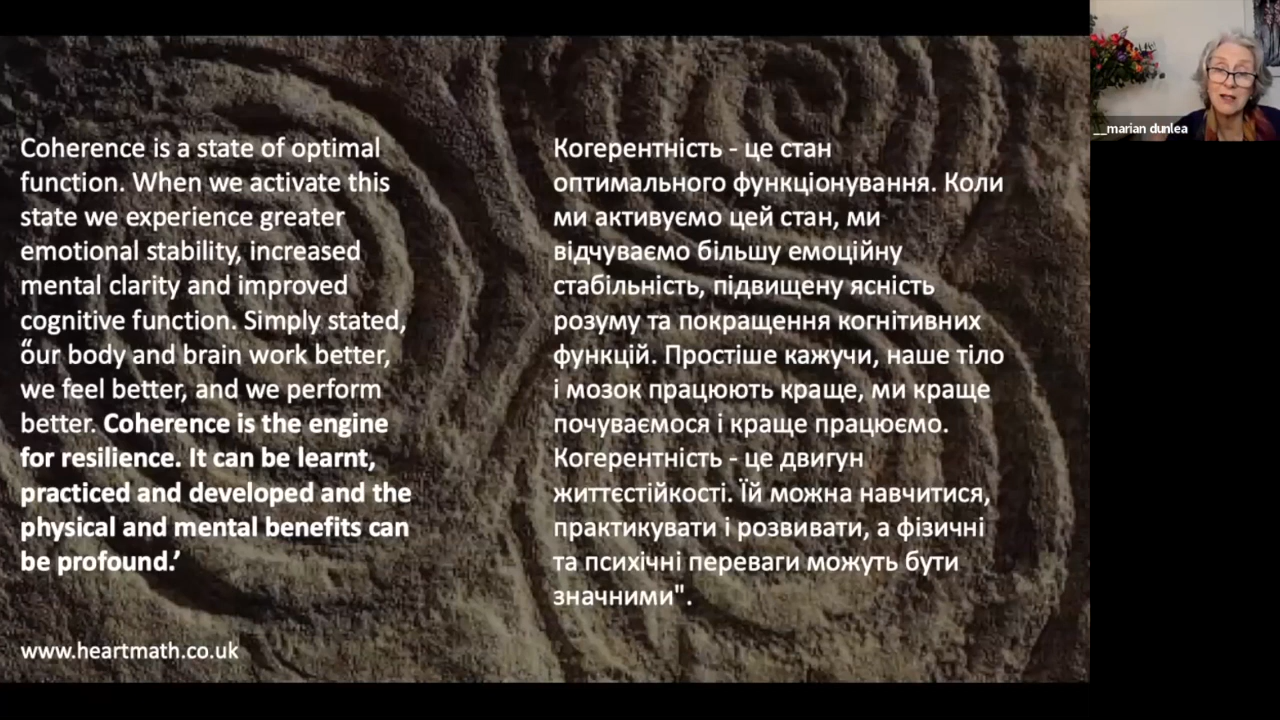 Coherence is a state of optimal
function. When we activate this
state we experience greater
emotional stability, increased
mental clarity and improved
cognitive function. Simply stated,
“our body and brain work better,
we feel better, and we perform
better. Coherence is the engine
for resilience. It can be learnt,
practiced and developed and the
physical and mental benefits can
be profound.’
www.heartmath.co.uk
Когерентність - це стан
оптимального функціонування. Коли
ми активуємо цей стан, ми
відчуваємо більшу емоційну
стабільність, підвищену ясність
розуму та покращення когнітивних
функцій. Простіше кажучи, наше тіло
і мозок працюють краще, ми краще
почуваємося і краще працюємо.
Когерентність - це двигун
життєстійкості. Їй можна навчитися,
практикувати і розвивати, а фізичні
та психічні переваги можуть бути
значними".
__marian dunlea